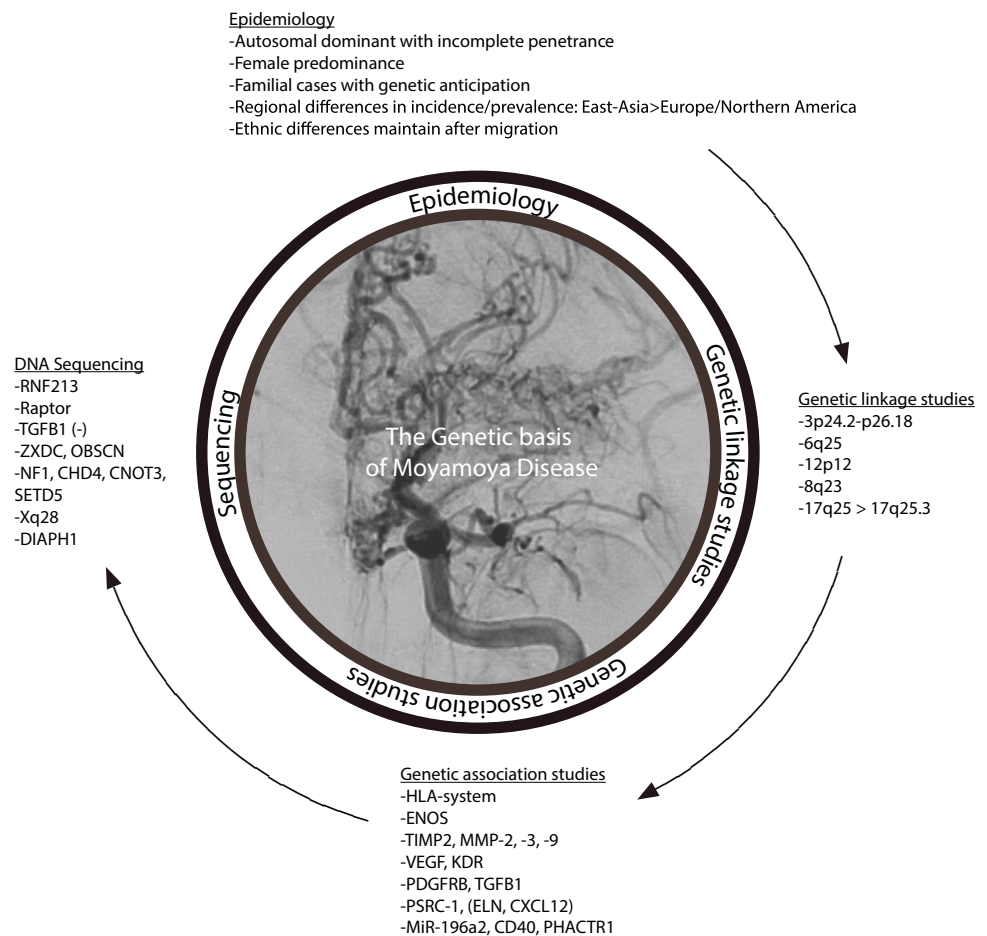 Epidemiology
-Autosomal dominant with incomplete penetrance
-Female predominance
-Familial cases with genetic anticipation
-Regional differences in incidence/prevalence: East-Asia>Europe/Northern America
-Ethnic differences maintain after migration
Epidemiology
Genetic linkage studies
Genetic association studies
Sequencing
The Genetic basis
of Moyamoya Disease
Genetic linkage studies
-3p24.2-p26.18
-6q25
-12p12
-8q23
-17q25 > 17q25.3
Genetic association studies
-HLA-system
-ENOS
-TIMP2, MMP-2, -3, -9
-VEGF, KDR
-PDGFRB, TGFB1
-PSRC-1, (ELN, CXCL12)
-MiR-196a2, CD40, PHACTR1
DNA Sequencing
-RNF213
-Raptor
-TGFB1 (-)
-ZXDC, OBSCN
-NF1, CHD4, CNOT3,
SETD5
-Xq28
-DIAPH1